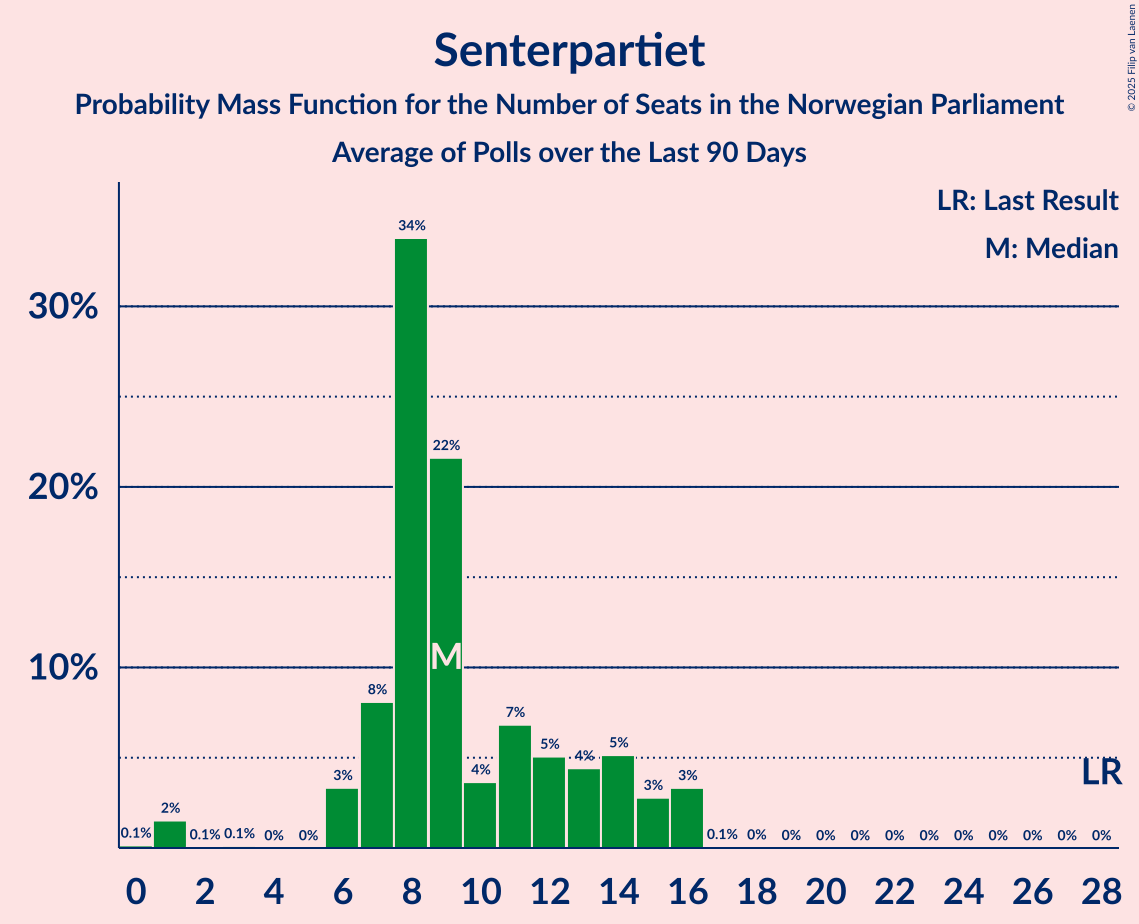 Senterpartiet
Probability Mass Function for the Number of Seats in the Norwegian Parliament
Average of Polls over the Last 90 Days
© 2025 Filip van Laenen
LR: Last Result
M: Median
30%
20%
10%
0.1% 2% 0.1% 0.1% 0% 0% 3% 8% 34% 22% 4% 7% 5% 4% 5% 3% 3% 0.1% 0% 0% 0% 0% 0% 0% 0% 0% 0% 0% 0%
M
LR
0 2 4 6 8 10 12 14 16 18 20 22 24 26 28